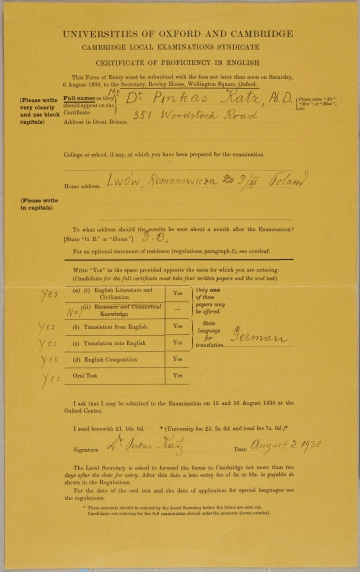 UNIVERSITIES OF OXFORD AND CAMBRIDGE
CAMBRIDGE LOCAL EXAMINATIONS SYNDICATE
CERTIFICATE OF PROFICIENCY IN ENGLISH
This Form of Entry must be submitted with the fees not later than noon on Saturday,
6 August 1938, to the Secretary, Rewley House, Wellington Square, Oxford.
(Please write very clearly and use block capitals)
Full names as they should appear on the Certificate
Mr Dr Pinkas Katz, Ph.D.
(Please state "Mr" "Mrs", or "Miss",
Address in Great Britain
351 Woodstock Road
College or school, if any, at which you have been prepared for the examination
(Please write in capitals)
Home address
Lwów, Romanowicza Poland
To what address should the results be sent about a month after the Examination?
[State "G. B." or "Home"] G.B.
For an optional statement of residence (regulations, paragraph 5), see overleaf.
Write "Yes" in the space provided opposite the tests for which you are entering:
(Candidates for the full certificate must take four written papers and the oral test)
Yes (a) (i) English Literature and Civilisation Yes
No (ii) Economic and Commercial Knowledge —
Only one of these papers may be offered
Yes (b) Translation from English Yes
Yes (c) Translation into English Yes
State language for translation German
Yes (d) English Composition Yes
Yes Oral Test Yes
I ask that I may be admitted to the Examination on 15 and 16 August 1938 at the
Oxford Centre.
I send herewith £1. 10s. 6d. * (University fee £1. 3s. 6d. and local fee 7s. 0d.)*
Signature Dr Pinkas Katz Date August 2 1938
The Local Secretary is asked to forward the forms to Cambridge not more than two
days after the date for entry. After this date a late entry fee of 5s or 10s. is payable as
shown in the Regulations.
For the date of the oral test and the date of application for special languages see
the regulations.
* These amounts should be entered by the Local Secretary before the forms are sent out.
Candidates not entering for the full examination should enter the amounts shown overleaf.